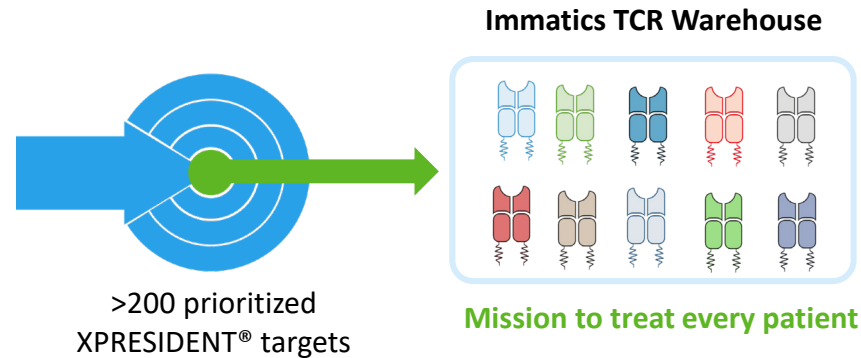 Immatics TCR Warehouse
>200 prioritized
XPRESIDENT® targets
Mission to treat every patient